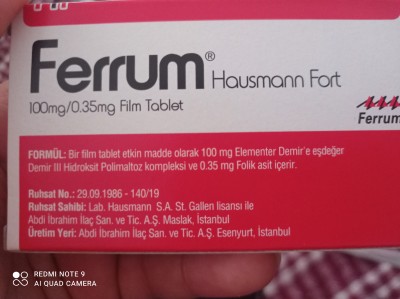 Ferrum® Hausmann Fort
100mg/0.35mg Film Tablet
Ferrum
FORMÜL: Bir film tablet etkin madde olarak 100 mg Elementer Demir'e eşdeğer
Demir III Hidroksit Polimaltoz kompleksi ve 0.35 mg Folik asit içerir.
Ruhsat No.: 29.09.1986 - 140/19
Ruhsat Sahibi: Lab. Hausmann S.A. St. Gallen lisansı ile
Abdi İbrahim İlaç San. ve Tic. A.Ş. Maslak, İstanbul
Üretim Yeri: Abdi İbrahim İlaç San. ve Tic. A.Ş. Esenyurt, İstanbul
REDMI NOTE 9
AI QUAD CAMERA